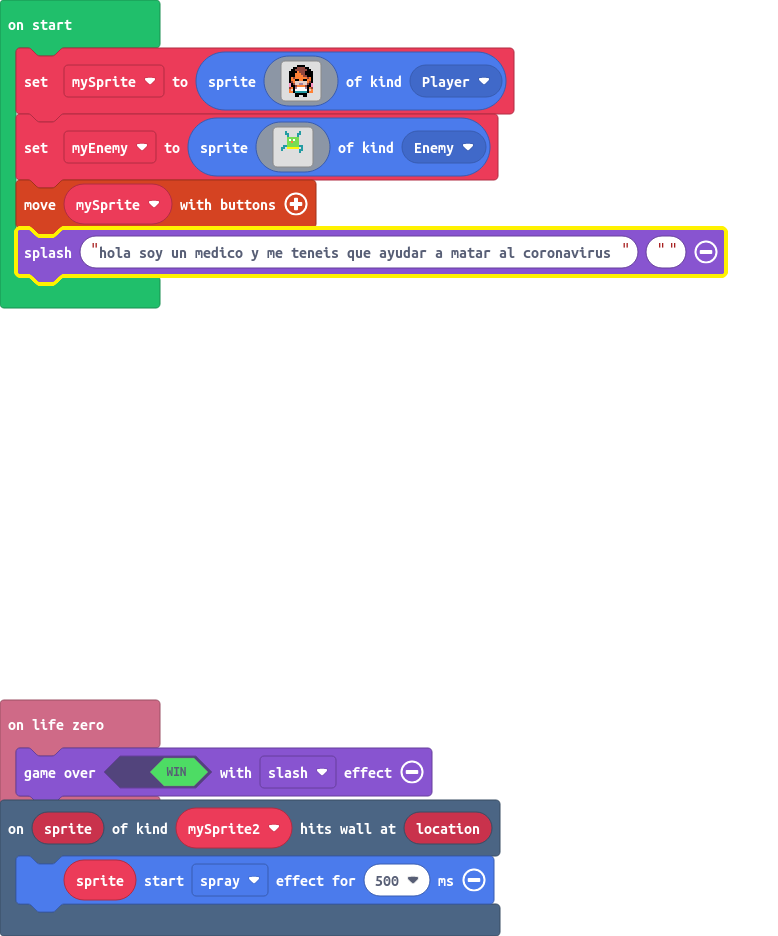 on start
set mySprite to sprite of kind Player
set myEnemy to sprite of kind Enemy
move mySprite with buttons
splash "hola soy un medico y me teneis que ayudar a matar al coronavirus " " "
on life zero
game over WIN with slash effect
on sprite of kind mySprite2 hits wall at location
sprite start spray effect for 500 ms